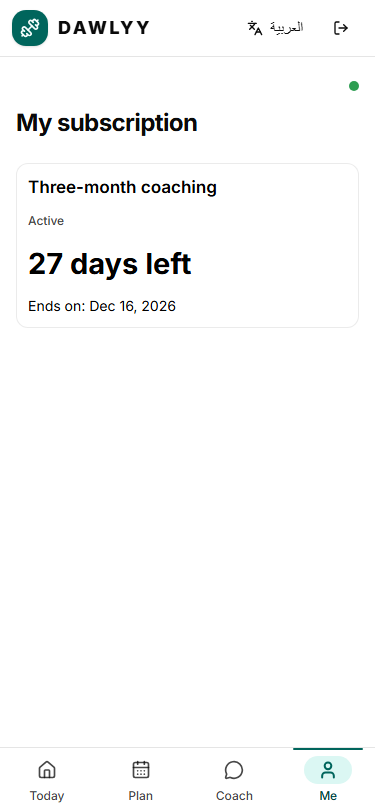 DAWLYY
العربية
My subscription
Three-month coaching
Active
27 days left
Ends on: Dec 16, 2026
Today
Plan
Coach
Me